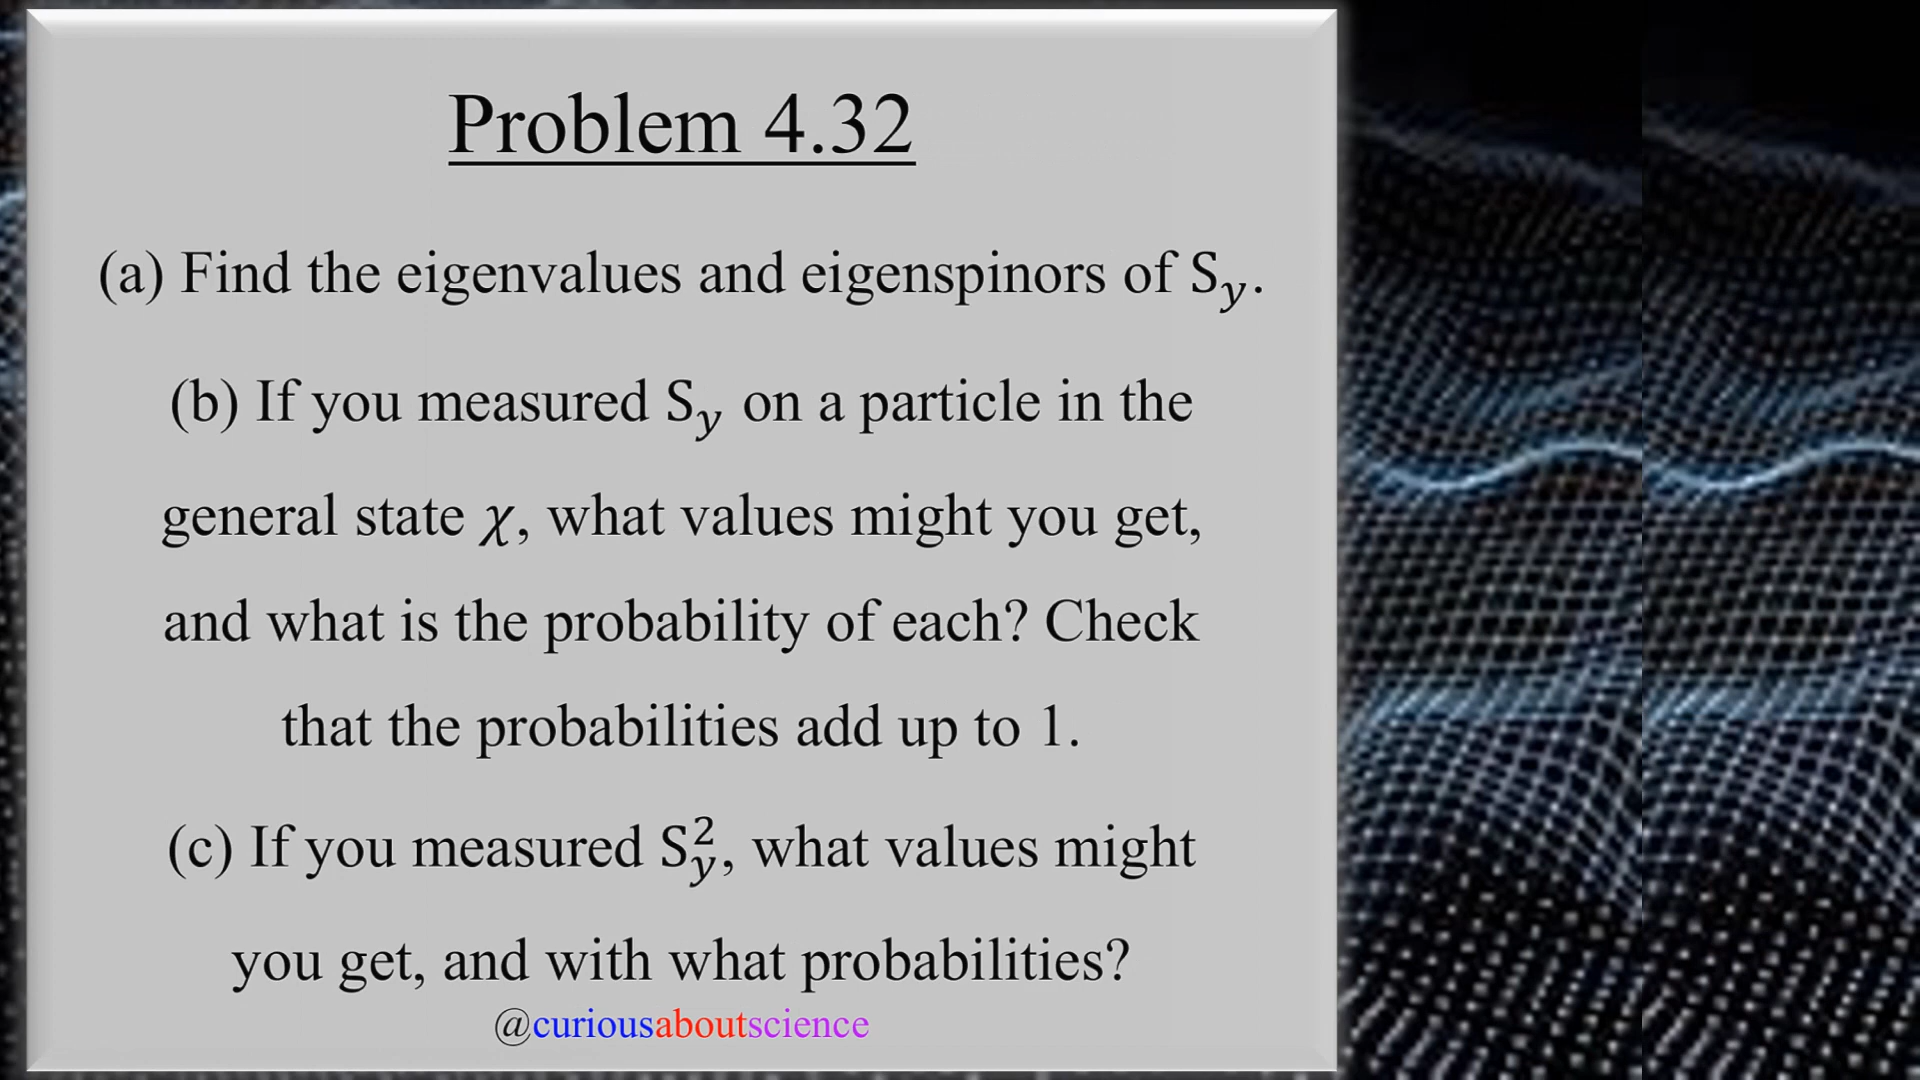 Problem 4.32
(a) Find the eigenvalues and eigenspinors of S𝑦.
(b) If you measured S𝑦 on a particle in the
general state 𝜒, what values might you get,
and what is the probability of each? Check
that the probabilities add up to 1.
(c) If you measured S𝑦², what values might
you get, and with what probabilities?
@curiousaboutscience